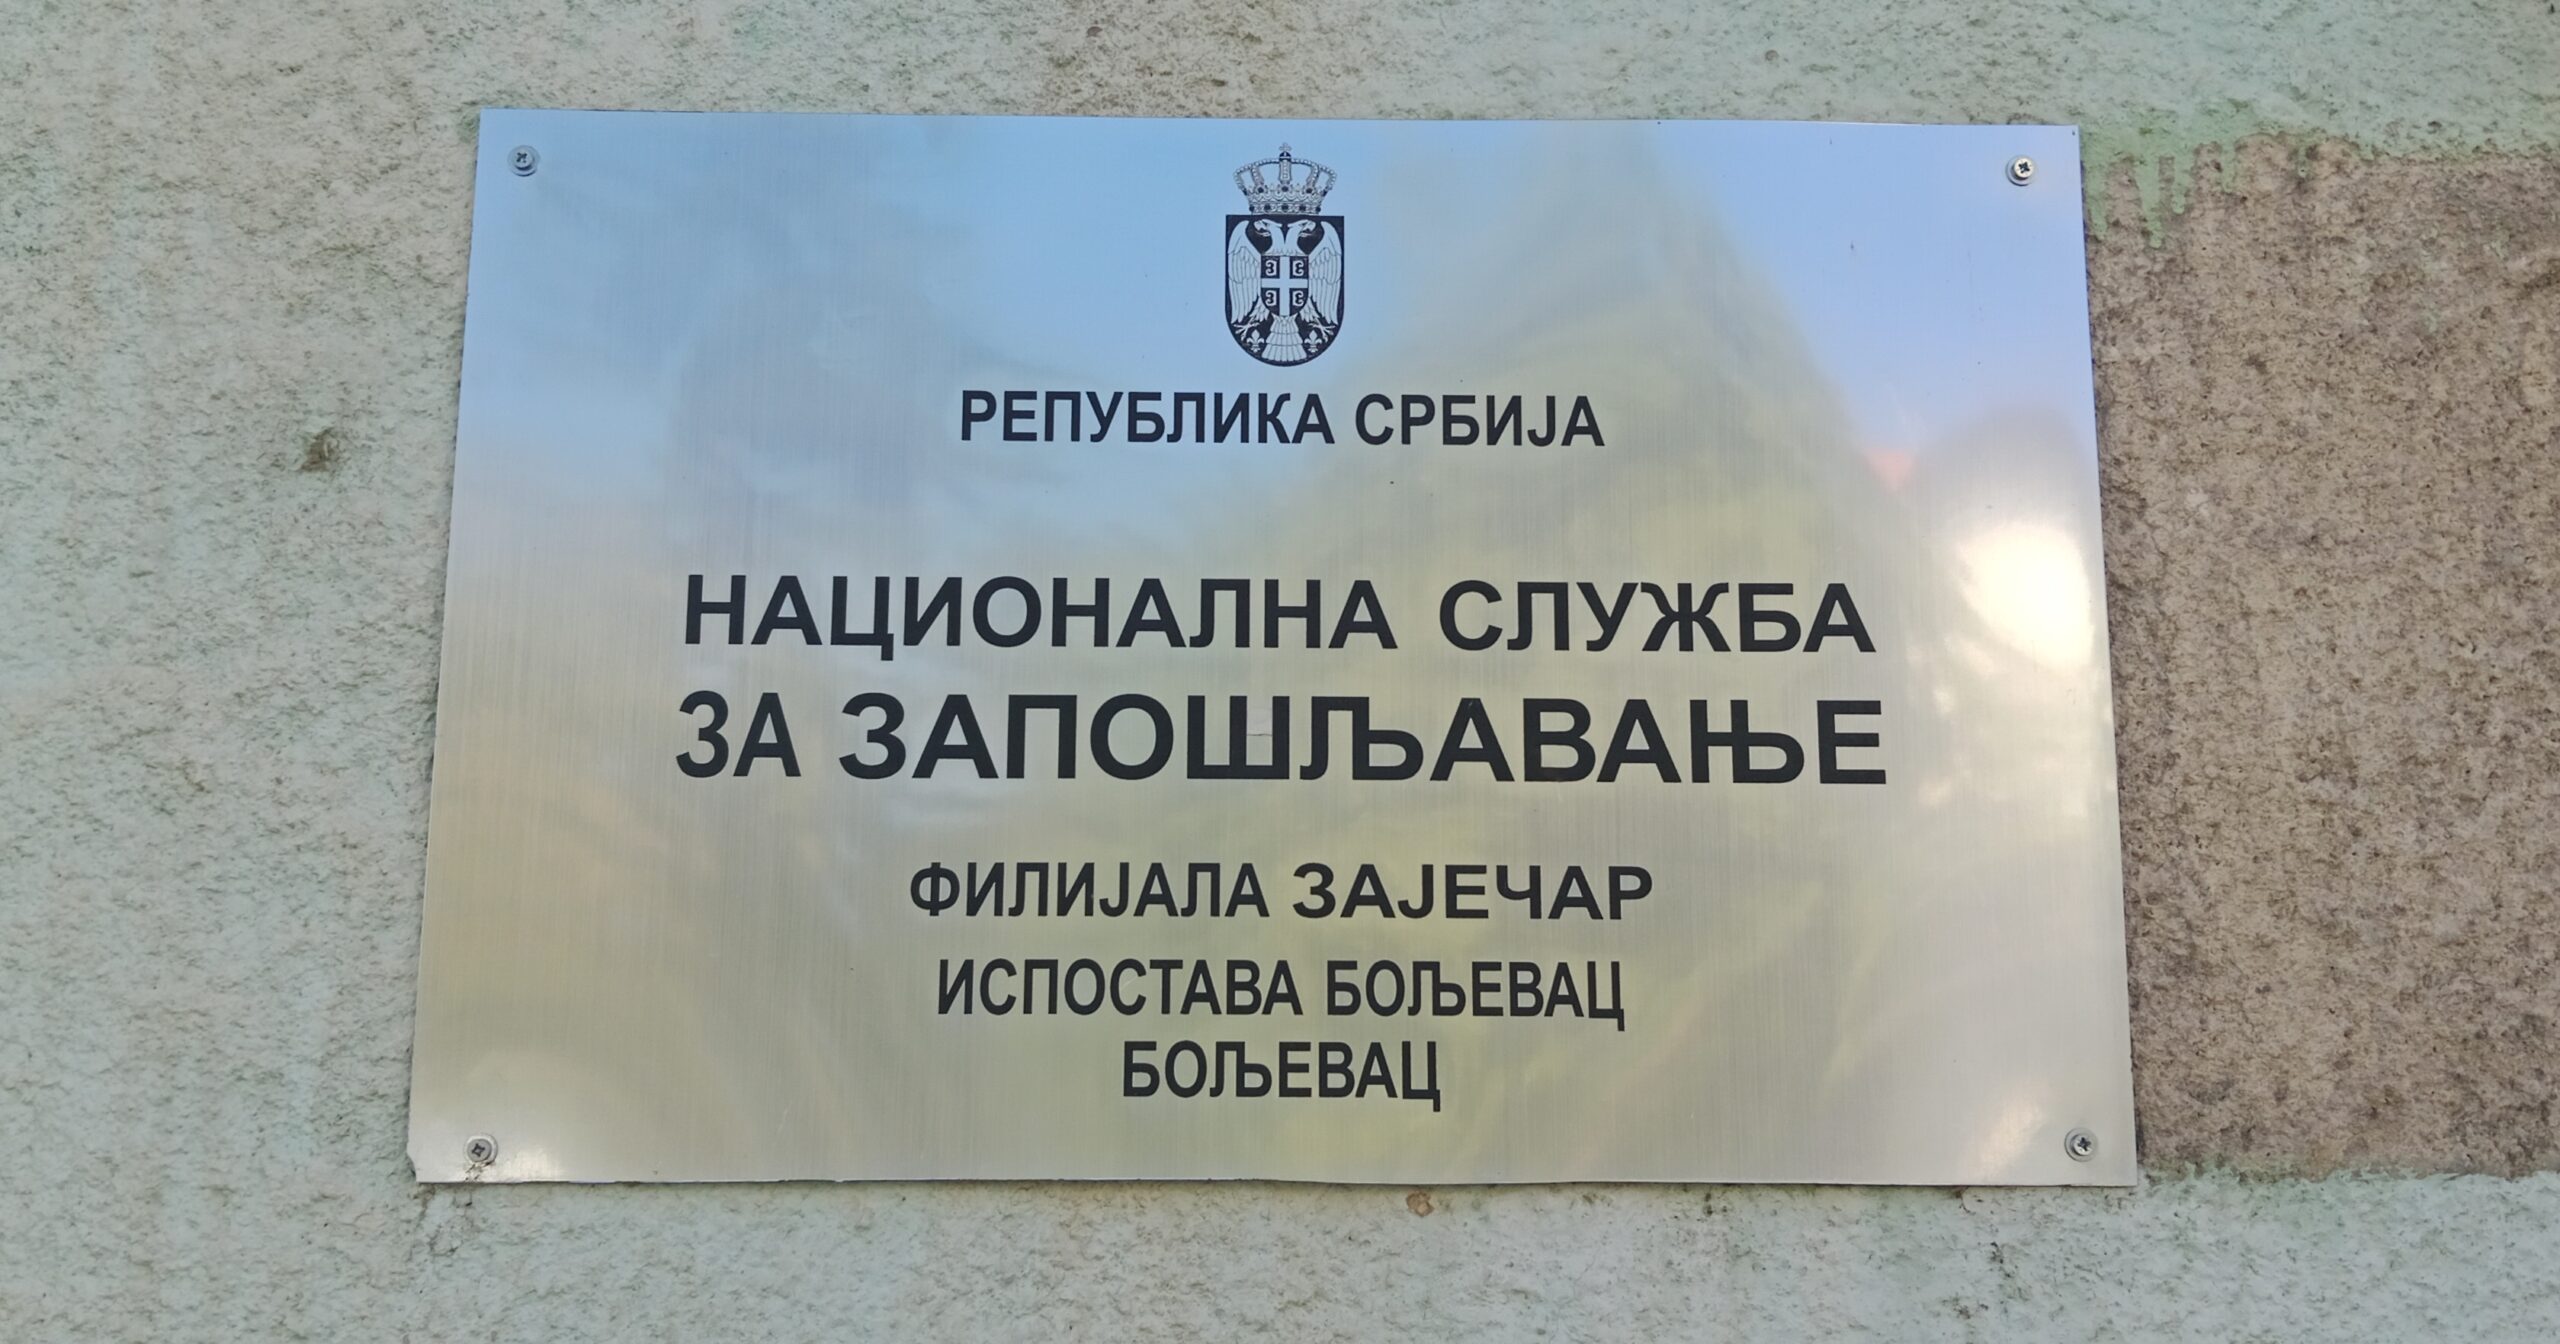 РЕПУБЛИКА СРБИЈА
НАЦИОНАЛНА СЛУЖБА
ЗА ЗАПОШЉАВАЊЕ
ФИЛИЈАЛА ЗАЈЕЧАР
ИСПОСТАВА БОЉЕВАЦ
БОЉЕВАЦ